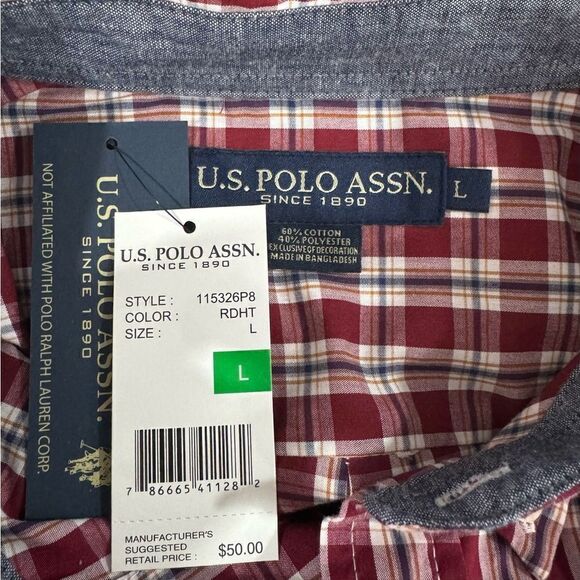 U.S. POLO ASSN.
SINCE 1890
L
60% COTTON
40% POLYESTER
EXCLUSIVE OF DECORATION
MADE IN BANGLADESH
U.S. POLO ASSN.
SINCE 1890
NOT AFFILIATED WITH POLO RALPH LAUREN CORP.
U.S. POLO ASSN.
SINCE 1890
STYLE : 115326P8
COLOR : RDHT
SIZE : L
L
7 86665 41128 2
MANUFACTURER'S
SUGGESTED
RETAIL PRICE : $50.00